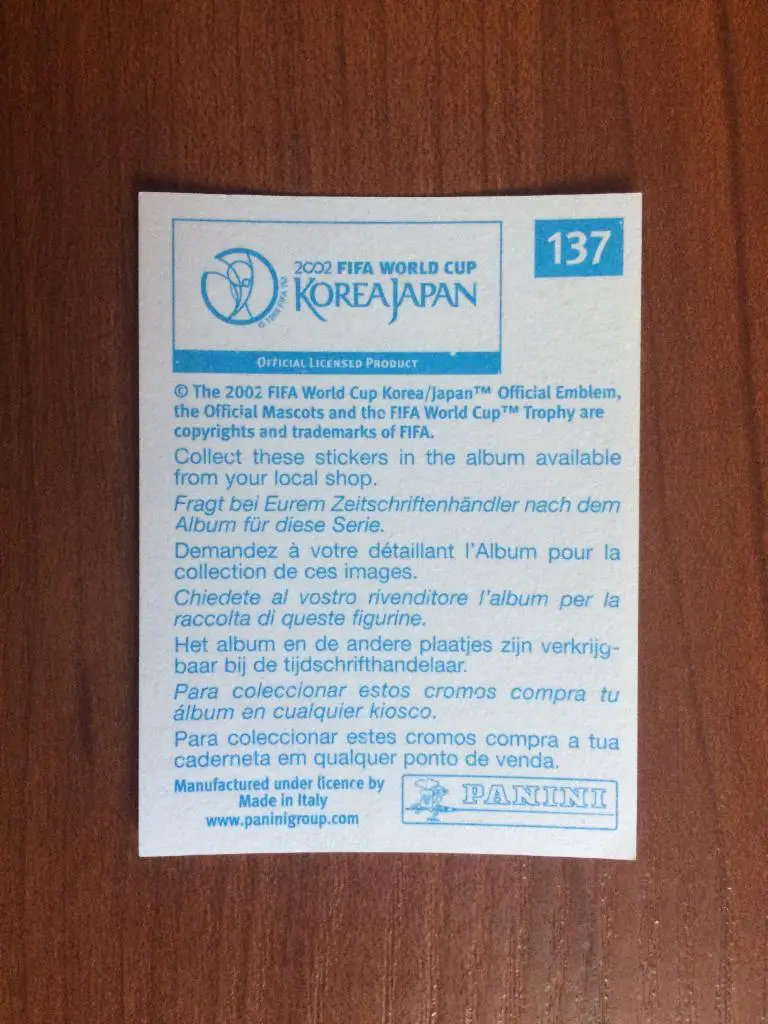 137
2002 FIFA WORLD CUP
KOREAJAPAN
© 1999 FIFA TM
OFFICIAL LICENSED PRODUCT
© The 2002 FIFA World Cup Korea/Japan™ Official Emblem,
the Official Mascots and the FIFA World Cup™ Trophy are
copyrights and trademarks of FIFA.
Collect these stickers in the album available
from your local shop.
Fragt bei Eurem Zeitschriftenhändler nach dem
Album für diese Serie.
Demandez à votre détaillant l'Album pour la
collection de ces images.
Chiedete al vostro rivenditore l'album per la
raccolta di queste figurine.
Het album en de andere plaatjes zijn verkrijg-
baar bij de tijdschrifthandelaar.
Para coleccionar estos cromos compra tu
álbum en cualquier kiosco.
Para coleccionar estes cromos compra a tua
caderneta em qualquer ponto de venda.
Manufactured under licence by
Made in Italy
www.paninigroup.com
PANINI